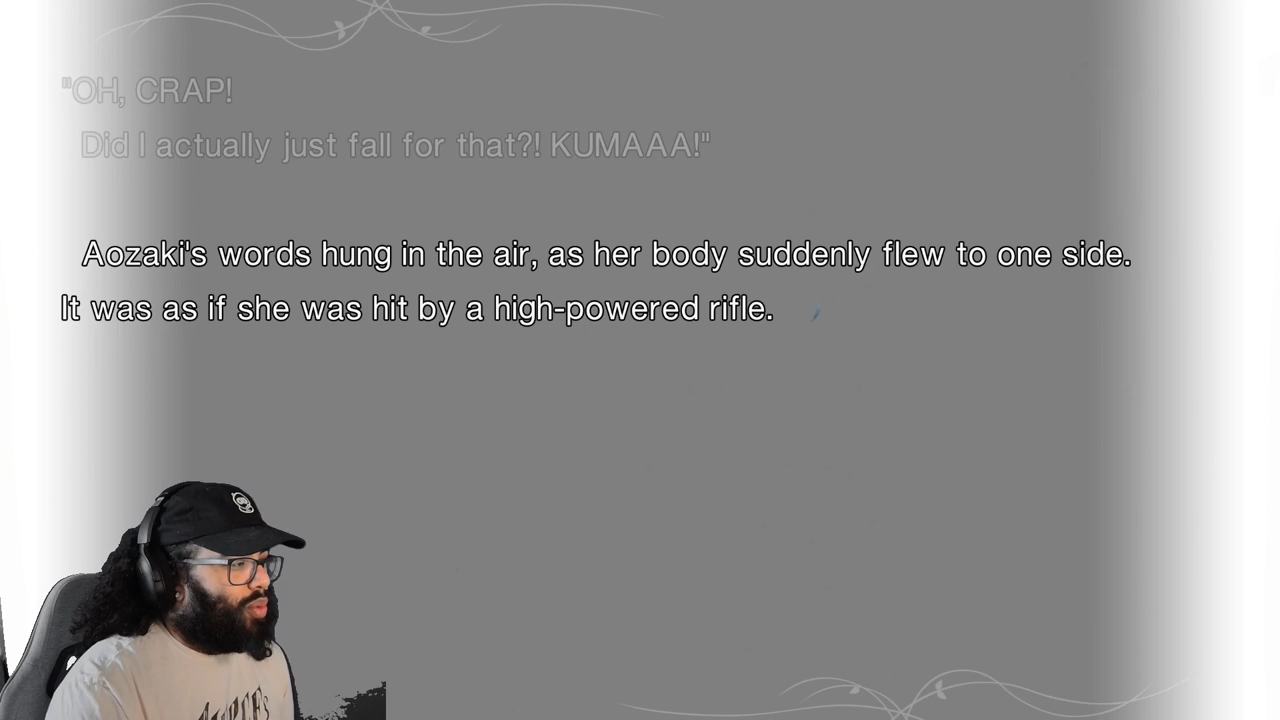 "OH, CRAP!
Did I actually just fall for that?! KUMAAA!"
Aozaki's words hung in the air, as her body suddenly flew to one side.
It was as if she was hit by a high-powered rifle.